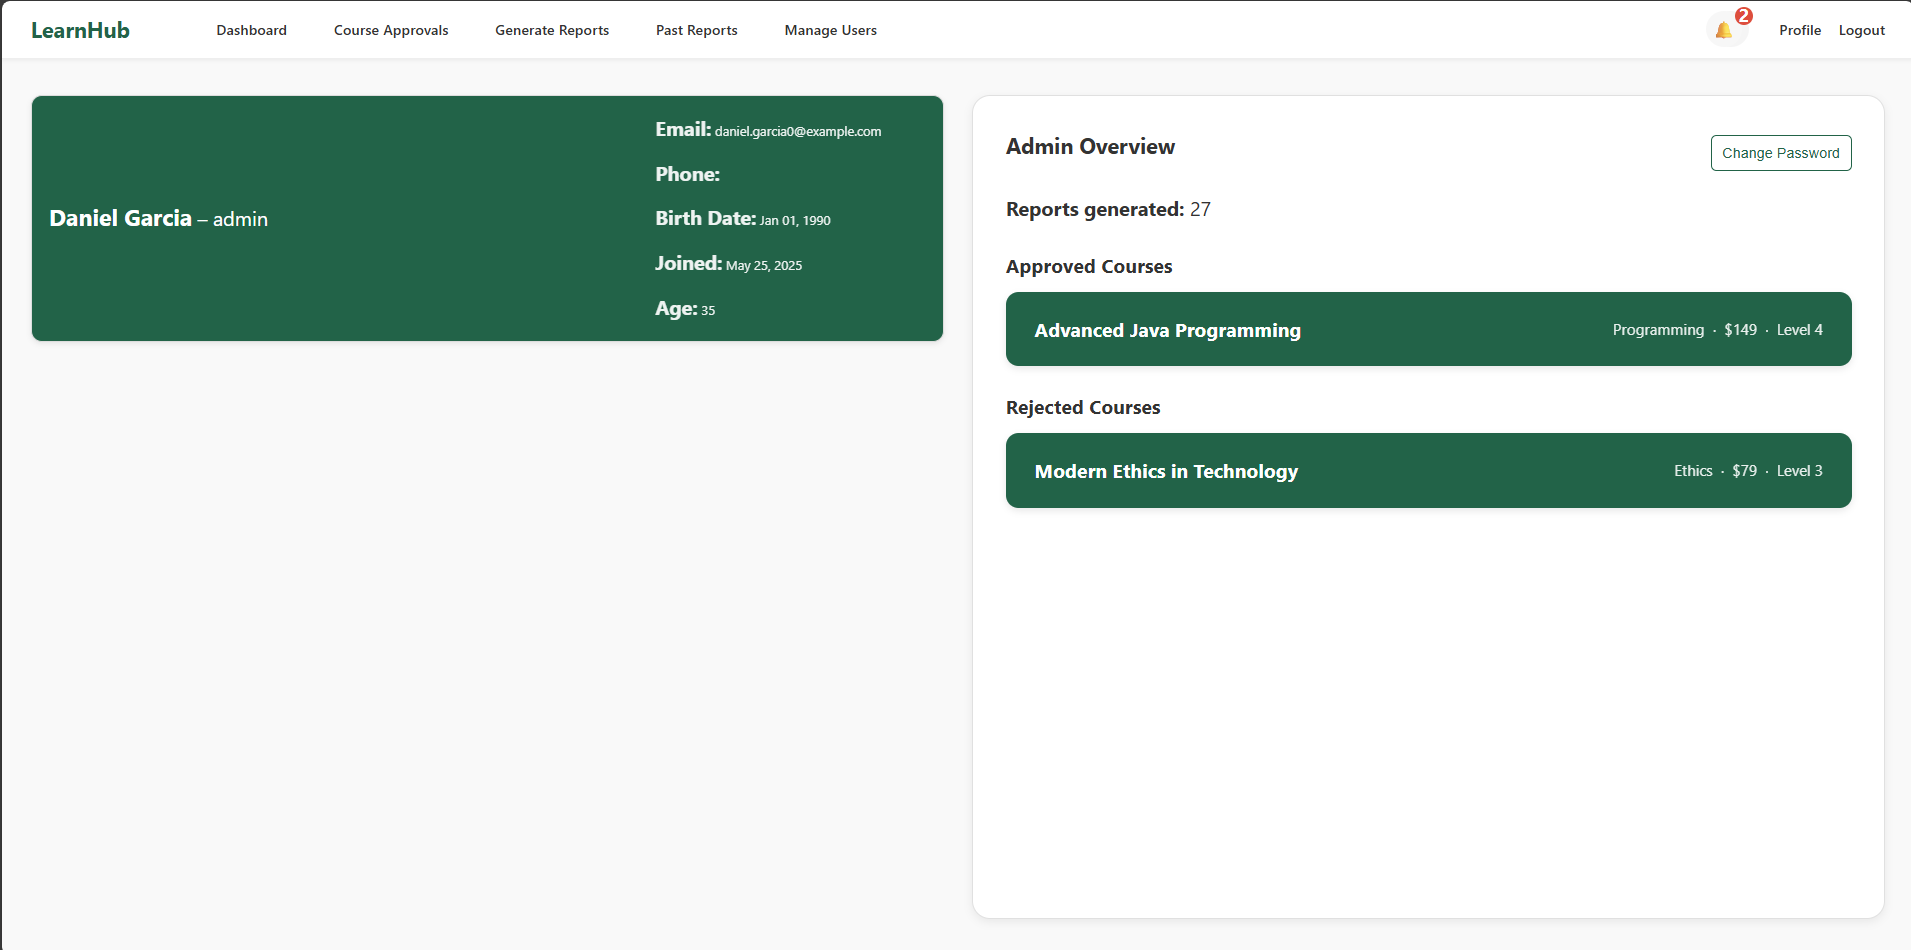 LearnHub Dashboard Course Approvals Generate Reports Past Reports Manage Users 2 Profile Logout
Daniel Garcia – admin
Email: daniel.garcia0@example.com
Phone:
Birth Date: Jan 01, 1990
Joined: May 25, 2025
Age: 35
Admin Overview
Change Password
Reports generated: 27
Approved Courses
Advanced Java Programming Programming · $149 · Level 4
Rejected Courses
Modern Ethics in Technology Ethics · $79 · Level 3